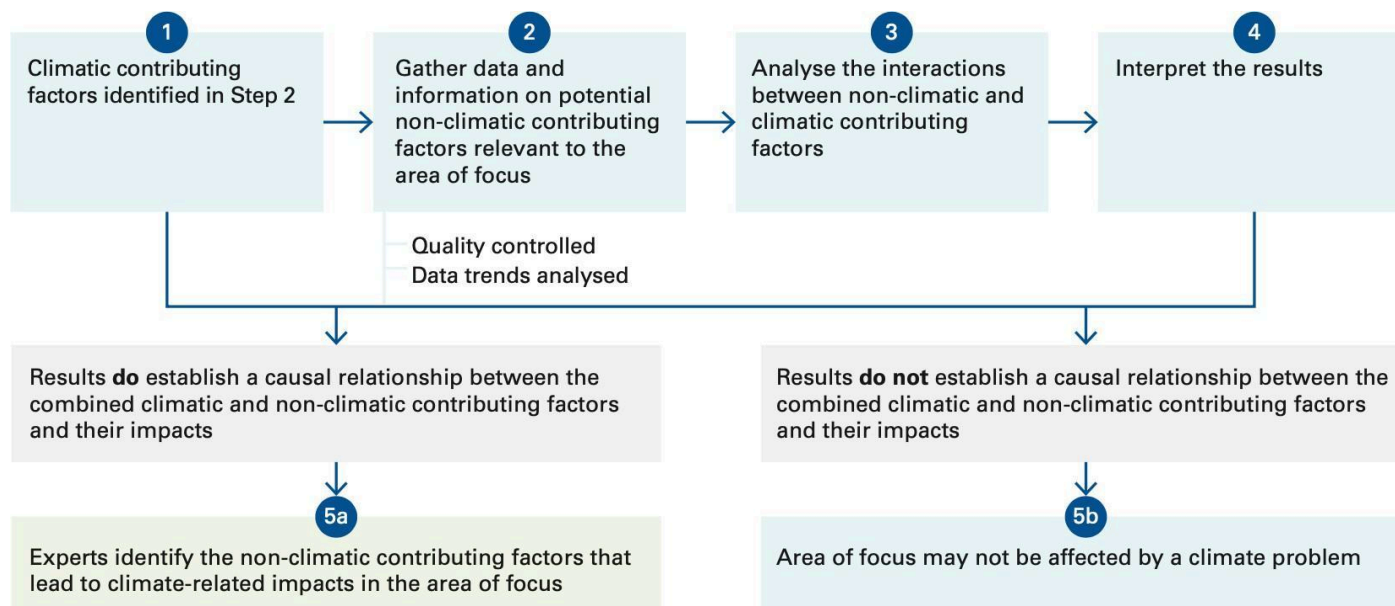 1
Climatic contributing
factors identified in Step 2
2
Gather data and
information on potential
non-climatic contributing
factors relevant to the
area of focus
3
Analyse the interactions
between non-climatic and
climatic contributing
factors
4
Interpret the results
Quality controlled
Data trends analysed
Results do establish a causal relationship between the
combined climatic and non-climatic contributing factors
and their impacts
Results do not establish a causal relationship between the
combined climatic and non-climatic contributing factors
and their impacts
5a
Experts identify the non-climatic contributing factors that
lead to climate-related impacts in the area of focus
5b
Area of focus may not be affected by a climate problem